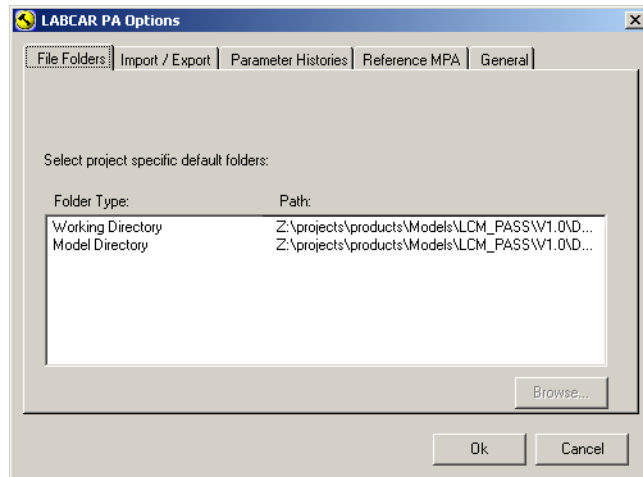 LABCAR PA Options
File Folders Import / Export Parameter Histories Reference MPA General
Select project specific default folders:
Folder Type: Path:
Working Directory Z:\projects\products\Models\LCM_PASS\V1.0\D...
Model Directory Z:\projects\products\Models\LCM_PASS\V1.0\D...
Browse...
Ok Cancel